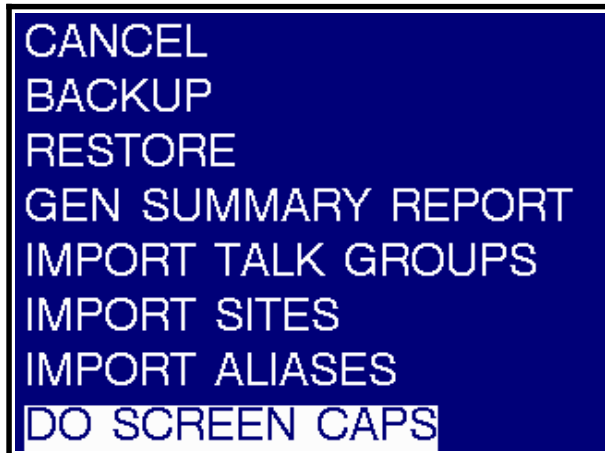 CANCEL
BACKUP
RESTORE
GEN SUMMARY REPORT
IMPORT TALK GROUPS
IMPORT SITES
IMPORT ALIASES
DO SCREEN CAPS